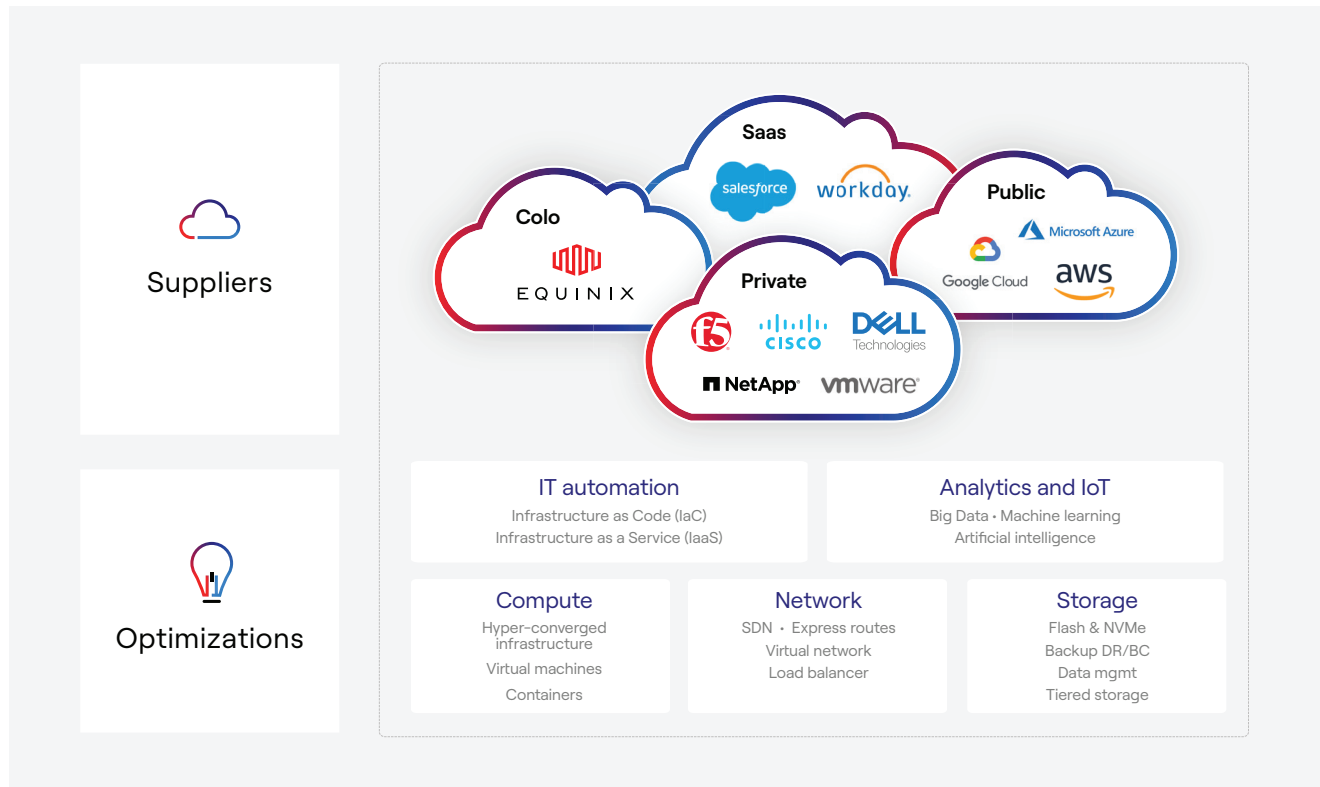 Suppliers
Saas
salesforce
workday.
Colo
EQUINIX
Public
Microsoft Azure
Google Cloud
aws
Private
f5
CISCO
DELL
Technologies
NetApp®
vmware®
Optimizations
IT automation
Infrastructure as Code (IaC)
Infrastructure as a Service (IaaS)
Analytics and IoT
Big Data • Machine learning
Artificial intelligence
Compute
Hyper-converged
infrastructure
Virtual machines
Containers
Network
SDN • Express routes
Virtual network
Load balancer
Storage
Flash & NVMe
Backup DR/BC
Data mgmt
Tiered storage